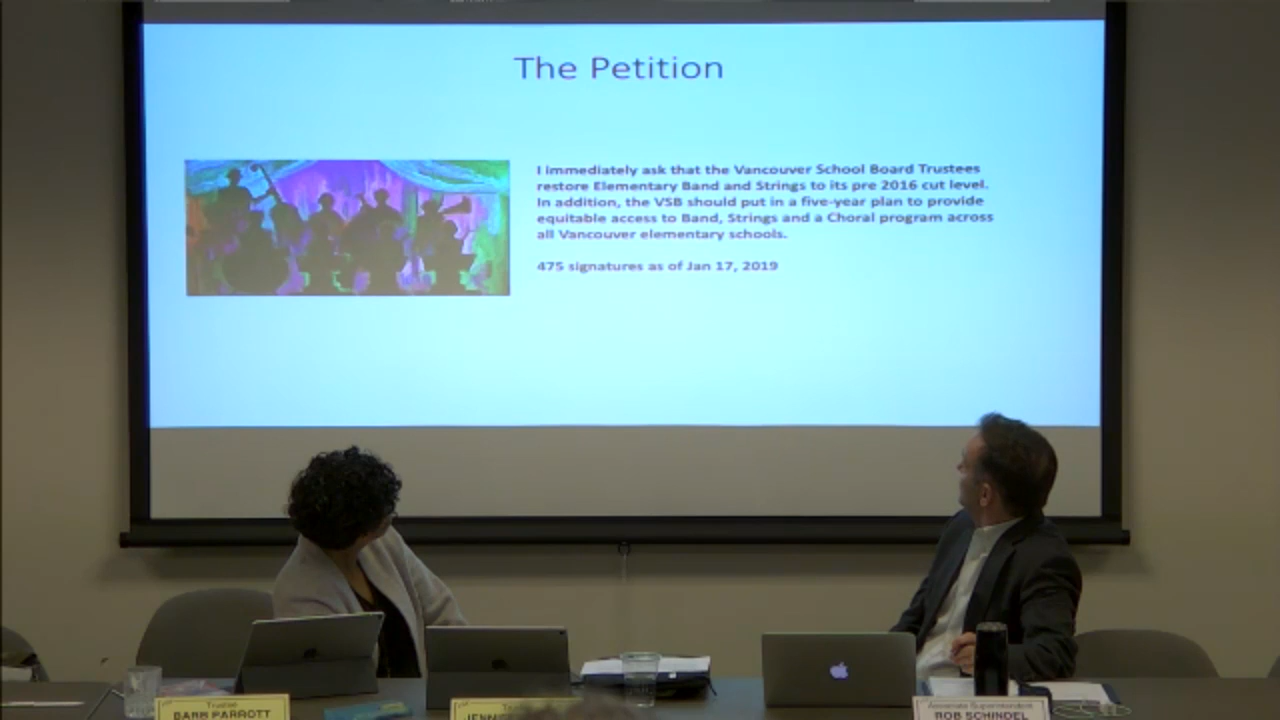 The Petition
I immediately ask that the Vancouver School Board Trustees
restore Elementary Band and Strings to its pre 2016 cut level.
In addition, the VSB should put in a five-year plan to provide
equitable access to Band, Strings and a Choral program across
all Vancouver elementary schools.
475 signatures as of Jan 17, 2019
Trustee
BARB PARROTT
Associate Superintendent
ROB SCHINDEL